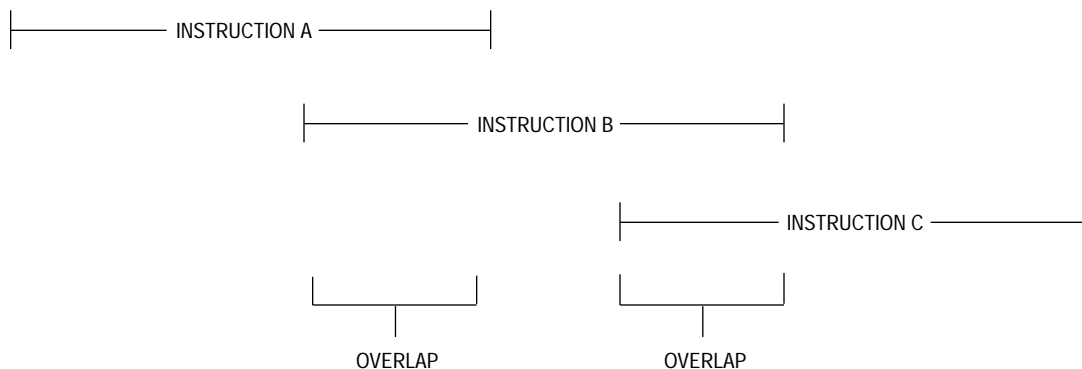 INSTRUCTION A
INSTRUCTION B
INSTRUCTION C
OVERLAP
OVERLAP